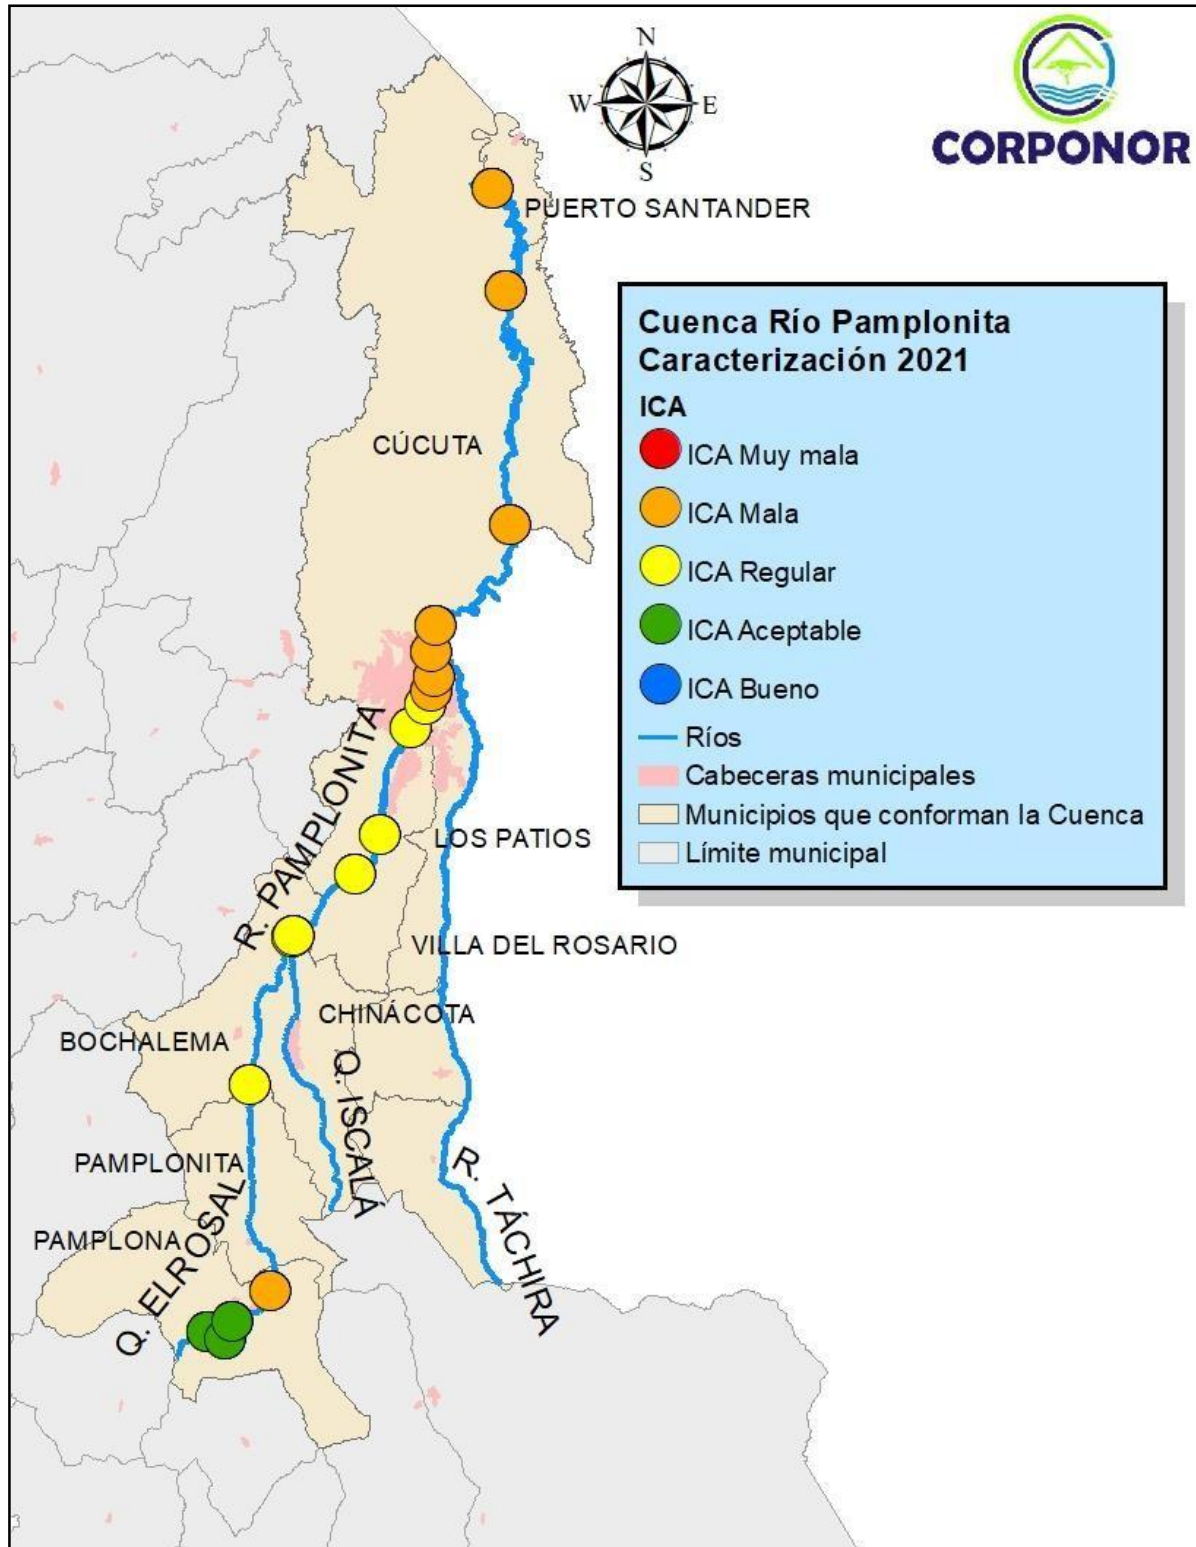 N
W
E
S
CORPONOR
PUERTO SANTANDER
Cuenca Río Pamplonita
Caracterización 2021
ICA
ICA Muy mala
ICA Mala
ICA Regular
ICA Aceptable
ICA Bueno
Ríos
Cabeceras municipales
Municipios que conforman la Cuenca
Límite municipal
CÚCUTA
R. PAMPLONITA
LOS PATIOS
VILLA DEL ROSARIO
CHINÁCOTA
BOCHALEMA
Q. ISCALÁ
PAMPLONITA
R. TÁCHIRA
PAMPLONA
Q. ELROSAL